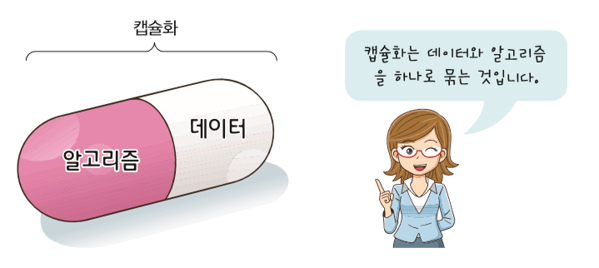 캡슐화
알고리즘
데이터
캡슐화는 데이터와 알고리즘
을 하나로 묶는 것입니다.